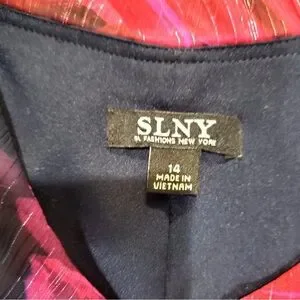 SLNY
SL FASHIONS NEW YORK
14
MADE IN
VIETNAM